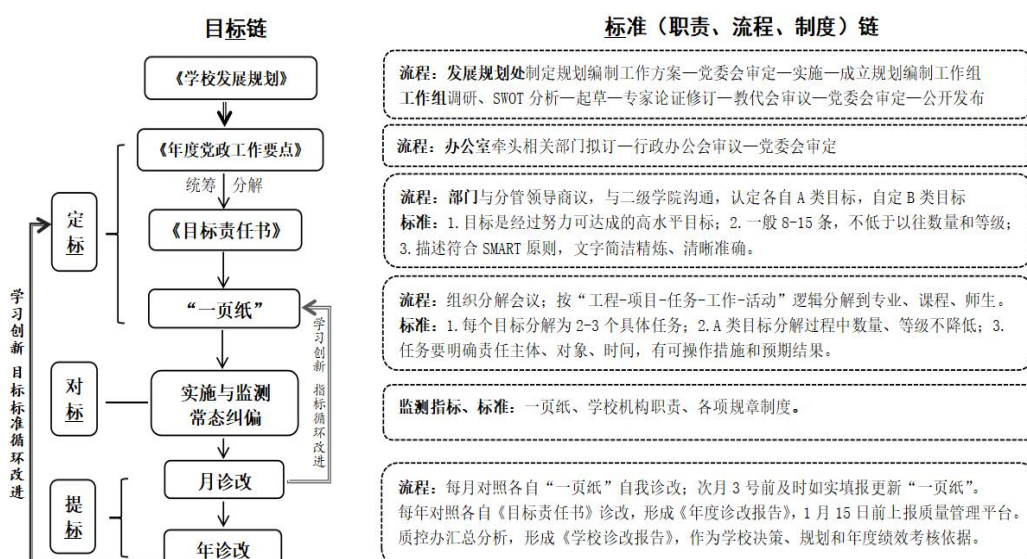 目标链
标准（职责、流程、制度）链
《学校发展规划》
流程：发展规划处制定规划编制工作方案—党委会审定—实施—成立规划编制工作组
工作组调研、SWOT 分析—起草—专家论证修订—教代会审议—党委会审定—公开发布
《年度党政工作要点》
流程：办公室牵头相关部门拟订—行政办公会审议—党委会审定
统筹 分解
定标
《目标责任书》
流程：部门与分管领导商议，与二级学院沟通，认定各自 A 类目标，自定 B 类目标
标准：1.目标是经过努力可达成的高水平目标；2.一般 8-15 条，不低于以往数量和等级；
3.描述符合 SMART 原则，文字简洁精炼、清晰准确。
“一页纸”
流程：组织分解会议；按“工程-项目-任务-工作-活动”逻辑分解到专业、课程、师生。
标准：1.每个目标分解为 2-3 个具体任务；2.A 类目标分解过程中数量、等级不降低；3.
任务要明确责任主体、对象、时间，有可操作措施和预期结果。
学习创新 目标标准循环改进
学习创新 指标循环改进
对标
实施与监测
常态纠偏
监测指标、标准：一页纸、学校机构职责、各项规章制度。
提标
月诊改
流程：每月对照各自“一页纸”自我诊改；次月 3 号前及时如实填报更新“一页纸”。
每年对照各自《目标责任书》诊改，形成《年度诊改报告》，1 月 15 日前上报质量管理平台。
质控办汇总分析，形成《学校诊改报告》，作为学校决策、规划和年度绩效考核依据。
年诊改